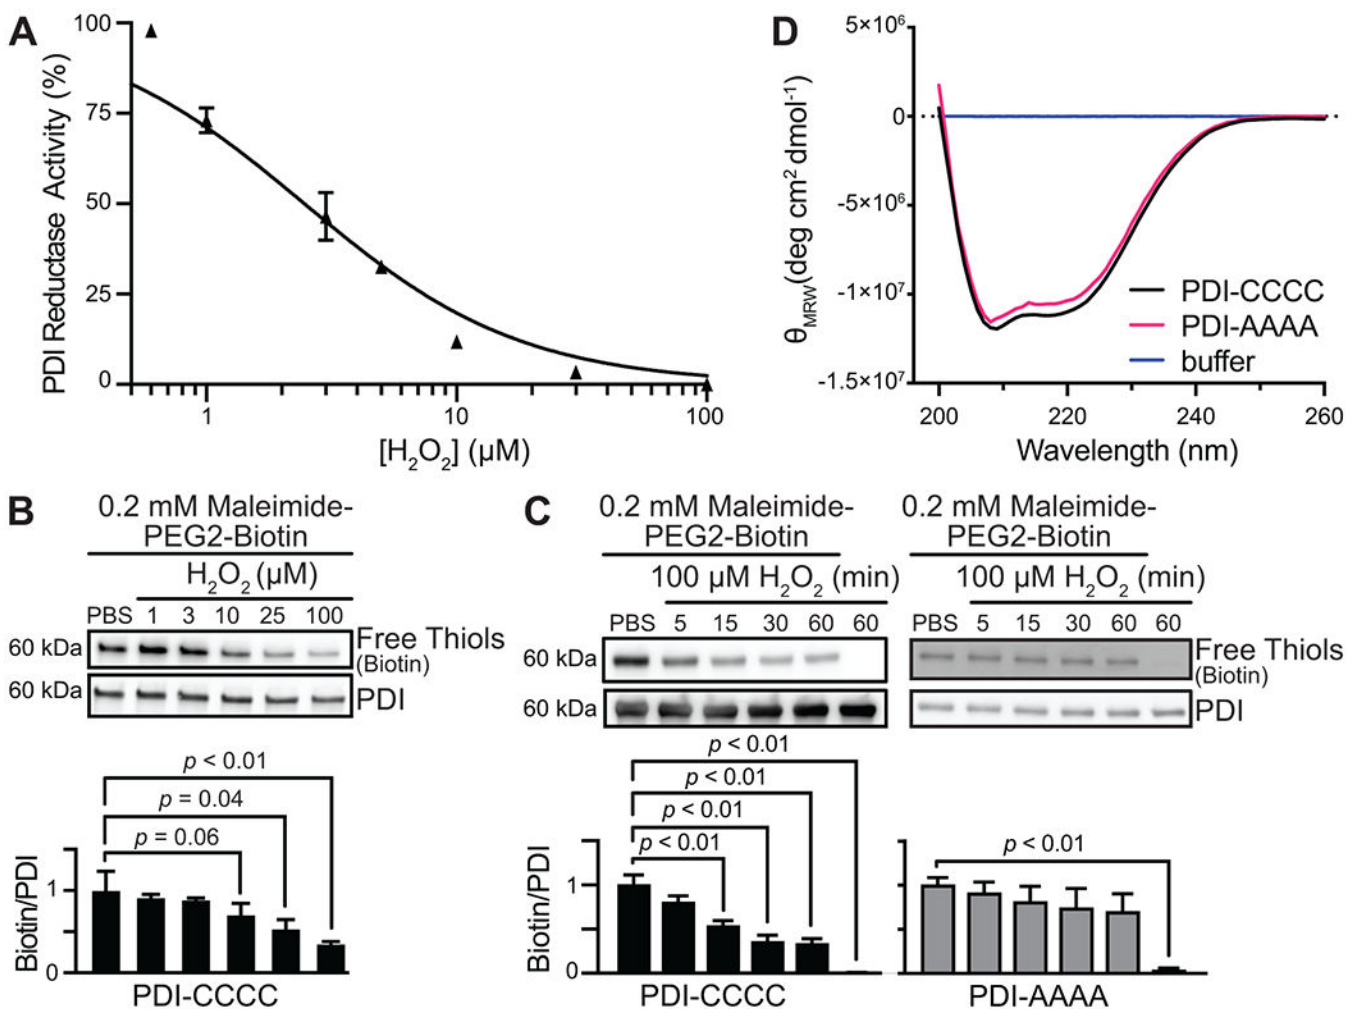 A
100
75
50
25
0
PDI Reductase Activity (%)
1
10
100
[H₂O₂] (µM)
D
5×10⁶
0
-5×10⁶
-1×10⁷
-1.5×10⁷
θMRW(deg cm² dmol⁻¹)
PDI-CCCC
PDI-AAAA
buffer
200
220
240
260
Wavelength (nm)
B
0.2 mM Maleimide-
PEG2-Biotin
H₂O₂ (µM)
PBS 1 3 10 25 100
60 kDa
Free Thiols
(Biotin)
60 kDa
PDI
p < 0.01
p = 0.04
p = 0.06
1
0
Biotin/PDI
PDI-CCCC
C
0.2 mM Maleimide-
PEG2-Biotin
100 µM H₂O₂ (min)
PBS 5 15 30 60 60
60 kDa
60 kDa
p < 0.01
p < 0.01
p < 0.01
p < 0.01
1
0
Biotin/PDI
PDI-CCCC
0.2 mM Maleimide-
PEG2-Biotin
100 µM H₂O₂ (min)
PBS 5 15 30 60 60
Free Thiols
(Biotin)
PDI
p < 0.01
PDI-AAAA